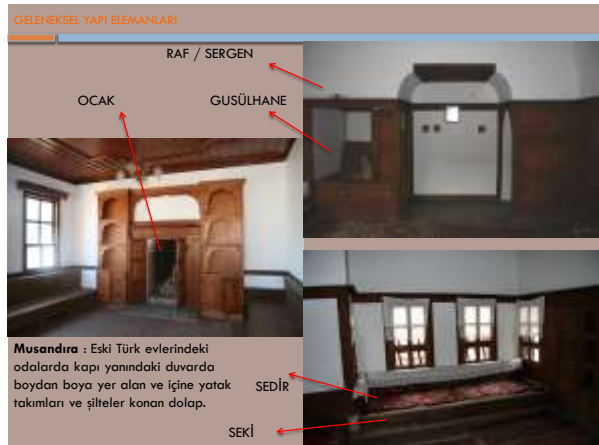 GELENEKSEL YAPI ELEMANLARI
RAF / SERGEN
OCAK
GUSÜLHANE
Musandıra : Eski Türk evlerindeki
odalarda kapı yanındaki duvarda
boydan boya yer alan ve içine yatak
takımları ve şilteler konan dolap.
SEDİR
SEKİ